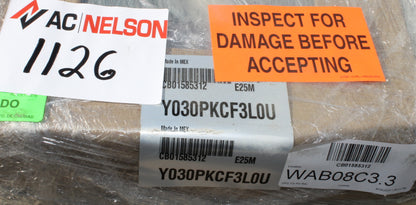 AC NELSON
1126
INSPECT FOR
DAMAGE BEFORE
ACCEPTING
DO
Made in MEX
CB01585312 E25M
Y030PKCF3L0U
Made in MEX
CB01585312 E25M
Y030PKCF3L0U
CB01585312
WAB08C3.3